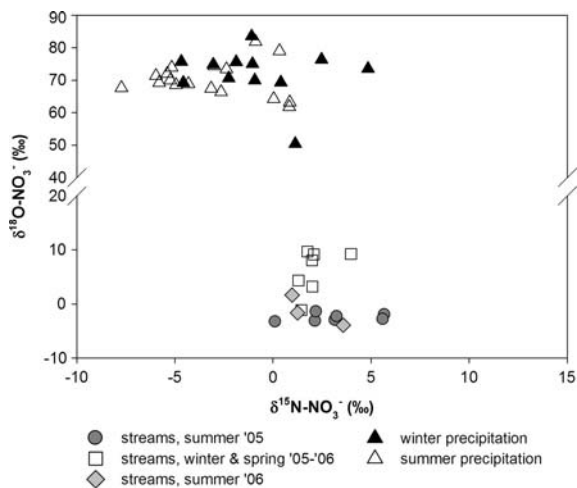 90
80
70
60
50
40
20
10
0
-10
δ18O-NO3- (‰)
-10 -5 0 5 10 15
δ15N-NO3- (‰)
streams, summer '05
streams, winter & spring '05-'06
streams, summer '06
winter precipitation
summer precipitation